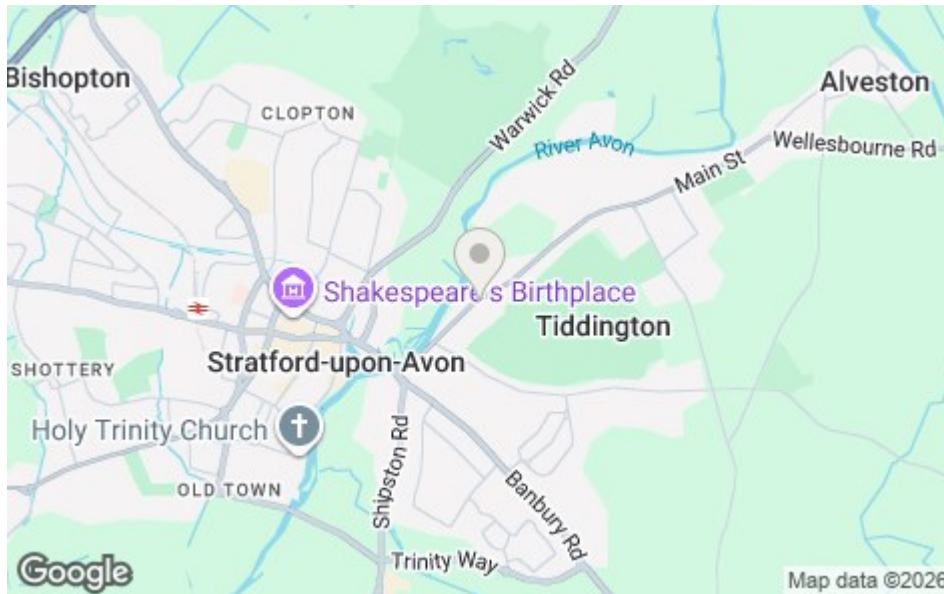 Bishopton
CLOPTON
Warwick Rd
Alveston
River Avon
Wellesbourne Rd
Main St
Shakespeare's Birthplace
Tiddington
Stratford-upon-Avon
SHOTTERY
Holy Trinity Church
OLD TOWN
Shipston Rd
Banbury Rd
Trinity Way
Google
Map data ©2026